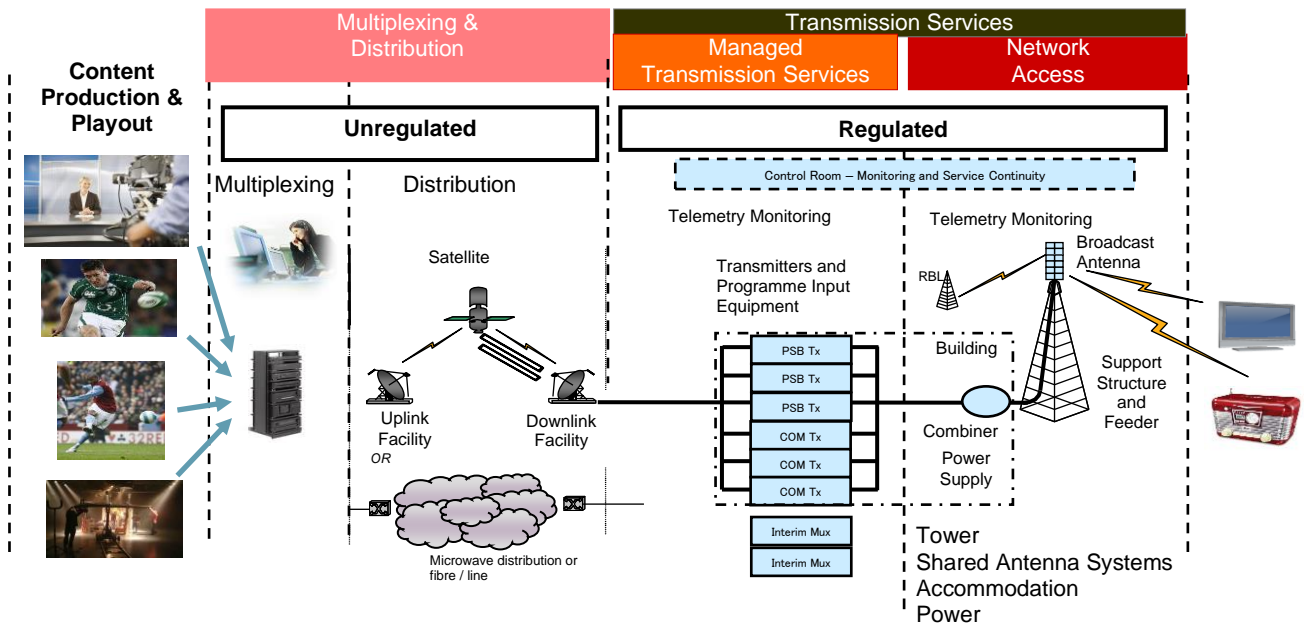 Multiplexing &
Distribution
Transmission Services
Managed
Transmission Services
Network
Access
Content
Production &
Playout
Unregulated
Regulated
Control Room – Monitoring and Service Continuity
Multiplexing
Distribution
Telemetry Monitoring
Telemetry Monitoring
Satellite
Transmitters and
Programme Input
Equipment
RBL
Broadcast
Antenna
PSB Tx
PSB Tx
PSB Tx
COM Tx
COM Tx
COM Tx
Building
Combiner
Power
Supply
Support
Structure
and
Feeder
Uplink
Facility
OR
Downlink
Facility
32RED
Microwave distribution or
fibre / line
Interim Mux
Interim Mux
Tower
Shared Antenna Systems
Accommodation
Power